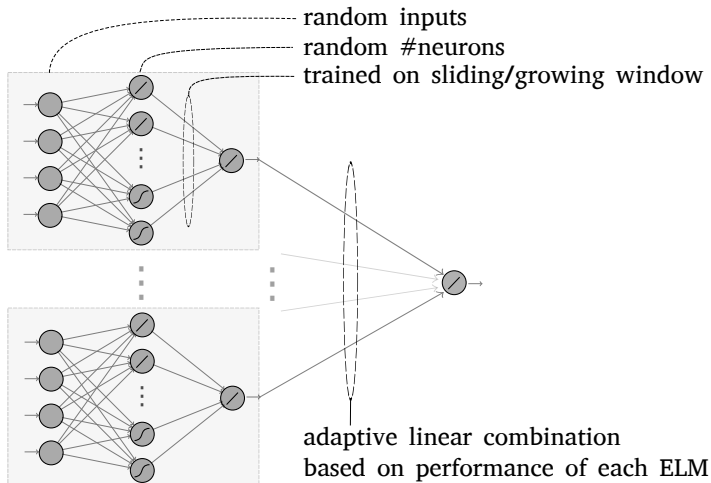 random inputs
random #neurons
trained on sliding/growing window
adaptive linear combination
based on performance of each ELM